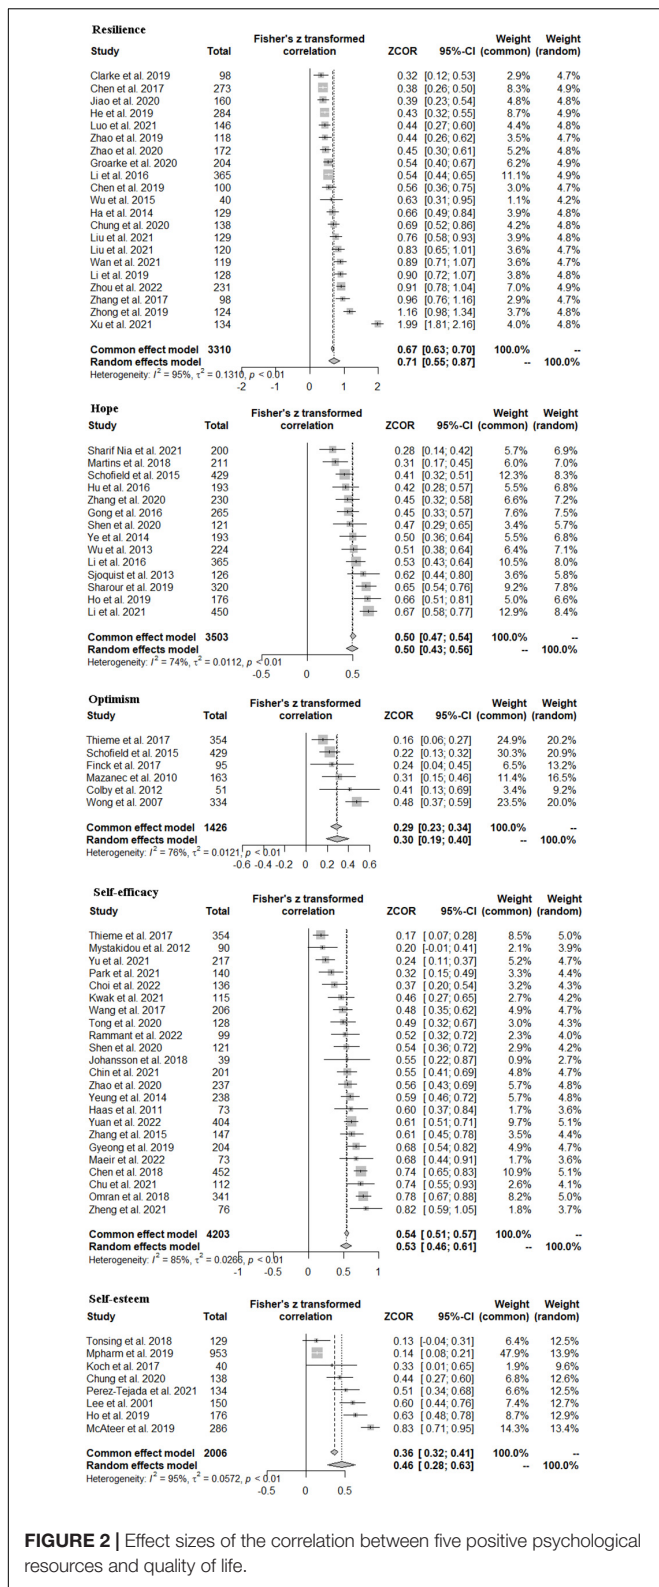 Resilience
Study Total Fisher's z transformed correlation ZCOR 95%-CI Weight (common) Weight (random)
Clarke et al. 2019 98 0.32 [0.12; 0.53] 2.9% 4.7%
Chen et al. 2017 273 0.38 [0.26; 0.50] 8.3% 4.9%
Jiao et al. 2020 160 0.39 [0.23; 0.54] 4.8% 4.8%
He et al. 2019 284 0.43 [0.32; 0.55] 8.7% 4.9%
Luo et al. 2021 146 0.44 [0.27; 0.60] 4.4% 4.8%
Zhao et al. 2019 118 0.44 [0.26; 0.62] 3.5% 4.7%
Zhao et al. 2020 172 0.45 [0.30; 0.61] 5.2% 4.8%
Groarke et al. 2020 204 0.54 [0.40; 0.67] 6.2% 4.9%
Li et al. 2016 365 0.54 [0.44; 0.65] 11.1% 4.9%
Chen et al. 2019 100 0.56 [0.36; 0.75] 3.0% 4.7%
Wu et al. 2015 40 0.63 [0.31; 0.95] 1.1% 4.2%
Ha et al. 2014 129 0.66 [0.49; 0.84] 3.9% 4.8%
Chung et al. 2020 138 0.69 [0.52; 0.86] 4.2% 4.8%
Liu et al. 2021 129 0.76 [0.58; 0.93] 3.9% 4.8%
Liu et al. 2021 120 0.83 [0.65; 1.01] 3.6% 4.8%
Wan et al. 2021 119 0.89 [0.71; 1.07] 3.6% 4.7%
Li et al. 2019 128 0.90 [0.72; 1.07] 3.8% 4.8%
Zhou et al. 2022 231 0.91 [0.78; 1.04] 7.0% 4.9%
Zhang et al. 2017 98 0.96 [0.76; 1.16] 2.9% 4.7%
Zhong et al. 2019 124 1.16 [0.98; 1.34] 3.7% 4.8%
Xu et al. 2021 134 1.99 [1.81; 2.16] 4.0% 4.8%
Common effect model 3310 0.67 [0.63; 0.70] 100.0% --
Random effects model 0.71 [0.55; 0.87] -- 100.0%
Heterogeneity: I² = 95%, τ² = 0.1310, p < 0.01
-2 -1 0 1 2
Hope
Study Total Fisher's z transformed correlation ZCOR 95%-CI Weight (common) Weight (random)
Sharif Nia et al. 2021 200 0.28 [0.14; 0.42] 5.7% 6.9%
Martins et al. 2018 211 0.31 [0.17; 0.45] 6.0% 7.0%
Schofield et al. 2015 429 0.41 [0.32; 0.51] 12.3% 8.3%
Hu et al. 2016 193 0.42 [0.28; 0.57] 5.5% 6.8%
Zhang et al. 2020 230 0.45 [0.32; 0.58] 6.6% 7.2%
Gong et al. 2016 265 0.45 [0.33; 0.57] 7.6% 7.5%
Shen et al. 2020 121 0.47 [0.29; 0.65] 3.4% 5.7%
Ye et al. 2014 193 0.50 [0.36; 0.64] 5.5% 6.8%
Wu et al. 2013 224 0.51 [0.38; 0.64] 6.4% 7.1%
Li et al. 2016 365 0.53 [0.43; 0.64] 10.5% 8.0%
Sjoquist et al. 2013 126 0.62 [0.44; 0.80] 3.6% 5.8%
Sharour et al. 2019 320 0.65 [0.54; 0.76] 9.2% 7.8%
Ho et al. 2019 176 0.66 [0.51; 0.81] 5.0% 6.6%
Li et al. 2021 450 0.67 [0.58; 0.77] 12.9% 8.4%
Common effect model 3503 0.50 [0.47; 0.54] 100.0% --
Random effects model 0.50 [0.43; 0.56] -- 100.0%
Heterogeneity: I² = 74%, τ² = 0.0112, p < 0.01
-0.5 0 0.5
Optimism
Study Total Fisher's z transformed correlation ZCOR 95%-CI Weight (common) Weight (random)
Thieme et al. 2017 354 0.16 [0.06; 0.27] 24.9% 20.2%
Schofield et al. 2015 429 0.22 [0.13; 0.32] 30.3% 20.9%
Finck et al. 2017 95 0.24 [0.04; 0.45] 6.5% 13.2%
Mazanec et al. 2010 163 0.31 [0.15; 0.46] 11.4% 16.5%
Colby et al. 2012 51 0.41 [0.13; 0.69] 3.4% 9.2%
Wong et al. 2007 334 0.48 [0.37; 0.59] 23.5% 20.0%
Common effect model 1426 0.29 [0.23; 0.34] 100.0% --
Random effects model 0.30 [0.19; 0.40] -- 100.0%
Heterogeneity: I² = 76%, τ² = 0.0121, p < 0.01
-0.6 -0.4 -0.2 0 0.2 0.4 0.6
Self-efficacy
Study Total Fisher's z transformed correlation ZCOR 95%-CI Weight (common) Weight (random)
Thieme et al. 2017 354 0.17 [0.07; 0.28] 8.5% 5.0%
Mystakidou et al. 2012 90 0.20 [-0.01; 0.41] 2.1% 3.9%
Yu et al. 2021 217 0.24 [0.11; 0.37] 5.2% 4.7%
Park et al. 2021 140 0.32 [0.15; 0.49] 3.3% 4.4%
Choi et al. 2022 136 0.37 [0.20; 0.54] 3.2% 4.4%
Kwak et al. 2021 115 0.46 [0.27; 0.65] 2.7% 4.2%
Wang et al. 2017 206 0.48 [0.35; 0.62] 4.9% 4.7%
Tong et al. 2020 128 0.49 [0.32; 0.67] 3.0% 4.3%
Rammant et al. 2022 99 0.52 [0.32; 0.72] 2.3% 4.0%
Shen et al. 2020 121 0.54 [0.36; 0.72] 2.9% 4.2%
Johansson et al. 2018 39 0.55 [0.22; 0.87] 0.9% 2.7%
Chin et al. 2021 201 0.55 [0.41; 0.69] 4.8% 4.7%
Zhao et al. 2020 237 0.56 [0.43; 0.69] 5.7% 4.8%
Yeung et al. 2014 238 0.59 [0.46; 0.72] 5.7% 4.8%
Haas et al. 2011 73 0.60 [0.37; 0.84] 1.7% 3.6%
Yuan et al. 2022 404 0.61 [0.51; 0.71] 9.7% 5.1%
Zhang et al. 2015 147 0.61 [0.45; 0.78] 3.5% 4.4%
Gyeong et al. 2019 204 0.68 [0.54; 0.82] 4.9% 4.7%
Maeir et al. 2022 73 0.68 [0.44; 0.91] 1.7% 3.6%
Chen et al. 2018 452 0.74 [0.65; 0.83] 10.9% 5.1%
Chu et al. 2021 112 0.74 [0.55; 0.93] 2.6% 4.1%
Omran et al. 2018 341 0.78 [0.67; 0.88] 8.2% 5.0%
Zheng et al. 2021 76 0.82 [0.59; 1.05] 1.8% 3.7%
Common effect model 4203 0.54 [0.51; 0.57] 100.0% --
Random effects model 0.53 [0.46; 0.61] -- 100.0%
Heterogeneity: I² = 85%, τ² = 0.0266, p < 0.01
-1 -0.5 0 0.5 1
Self-esteem
Study Total Fisher's z transformed correlation ZCOR 95%-CI Weight (common) Weight (random)
Tonsing et al. 2018 129 0.13 [-0.04; 0.31] 6.4% 12.5%
Mpharm et al. 2019 953 0.14 [0.08; 0.21] 47.9% 13.9%
Koch et al. 2017 40 0.33 [0.01; 0.65] 1.9% 9.6%
Chung et al. 2020 138 0.44 [0.27; 0.60] 6.8% 12.6%
Perez-Tejada et al. 2021 134 0.51 [0.34; 0.68] 6.6% 12.5%
Lee et al. 2001 150 0.60 [0.44; 0.76] 7.4% 12.7%
Ho et al. 2019 176 0.63 [0.48; 0.78] 8.7% 12.9%
McAteer et al. 2019 286 0.83 [0.71; 0.95] 14.3% 13.4%
Common effect model 2006 0.36 [0.32; 0.41] 100.0% --
Random effects model 0.46 [0.28; 0.63] -- 100.0%
Heterogeneity: I² = 95%, τ² = 0.0572, p < 0.01
-0.5 0 0.5
FIGURE 2 | Effect sizes of the correlation between five positive psychological
resources and quality of life.